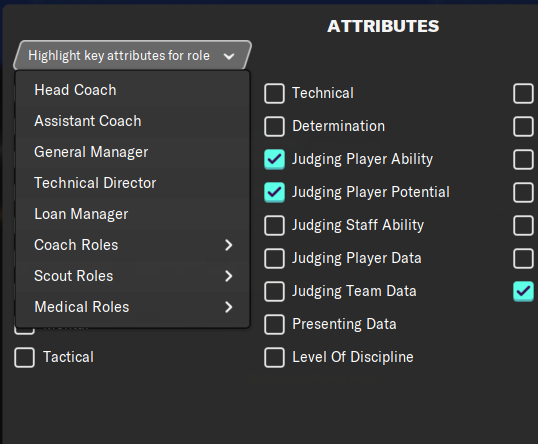 ATTRIBUTES
Highlight key attributes for role
Head Coach
Assistant Coach
General Manager
Technical Director
Loan Manager
Coach Roles
Scout Roles
Medical Roles
Tactical
Technical
Determination
Judging Player Ability
Judging Player Potential
Judging Staff Ability
Judging Player Data
Judging Team Data
Presenting Data
Level Of Discipline